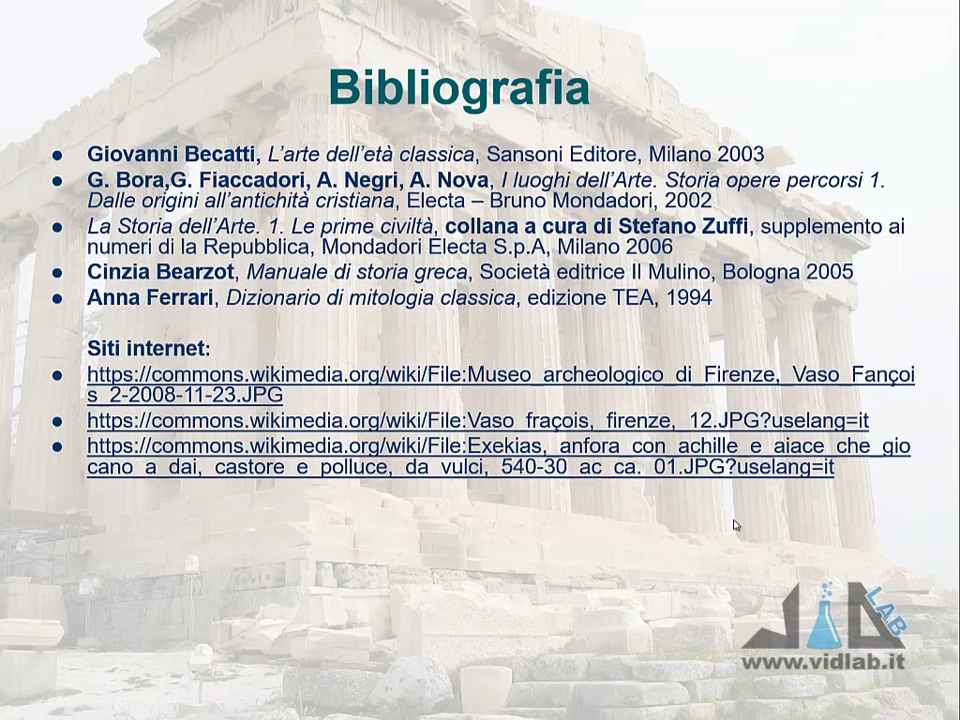 Bibliografia
● Giovanni Becatti, L’arte dell’età classica, Sansoni Editore, Milano 2003
● G. Bora,G. Fiaccadori, A. Negri, A. Nova, I luoghi dell’Arte. Storia opere percorsi 1.
Dalle origini all’antichità cristiana, Electa – Bruno Mondadori, 2002
● La Storia dell’Arte. 1. Le prime civiltà, collana a cura di Stefano Zuffi, supplemento ai
numeri di la Repubblica, Mondadori Electa S.p.A, Milano 2006
● Cinzia Bearzot, Manuale di storia greca, Società editrice Il Mulino, Bologna 2005
● Anna Ferrari, Dizionario di mitologia classica, edizione TEA, 1994
Siti internet:
● https://commons.wikimedia.org/wiki/File:Museo_archeologico_di_Firenze,_Vaso_Françoi
s_2-2008-11-23.JPG
● https://commons.wikimedia.org/wiki/File:Vaso_fraçois,_firenze,_12.JPG?uselang=it
● https://commons.wikimedia.org/wiki/File:Exekias,_anfora_con_achille_e_aiace_che_gio
cano_a_dai,_castore_e_polluce,_da_vulci,_540-30_ac_ca._01.JPG?uselang=it
LAB
www.vidlab.it